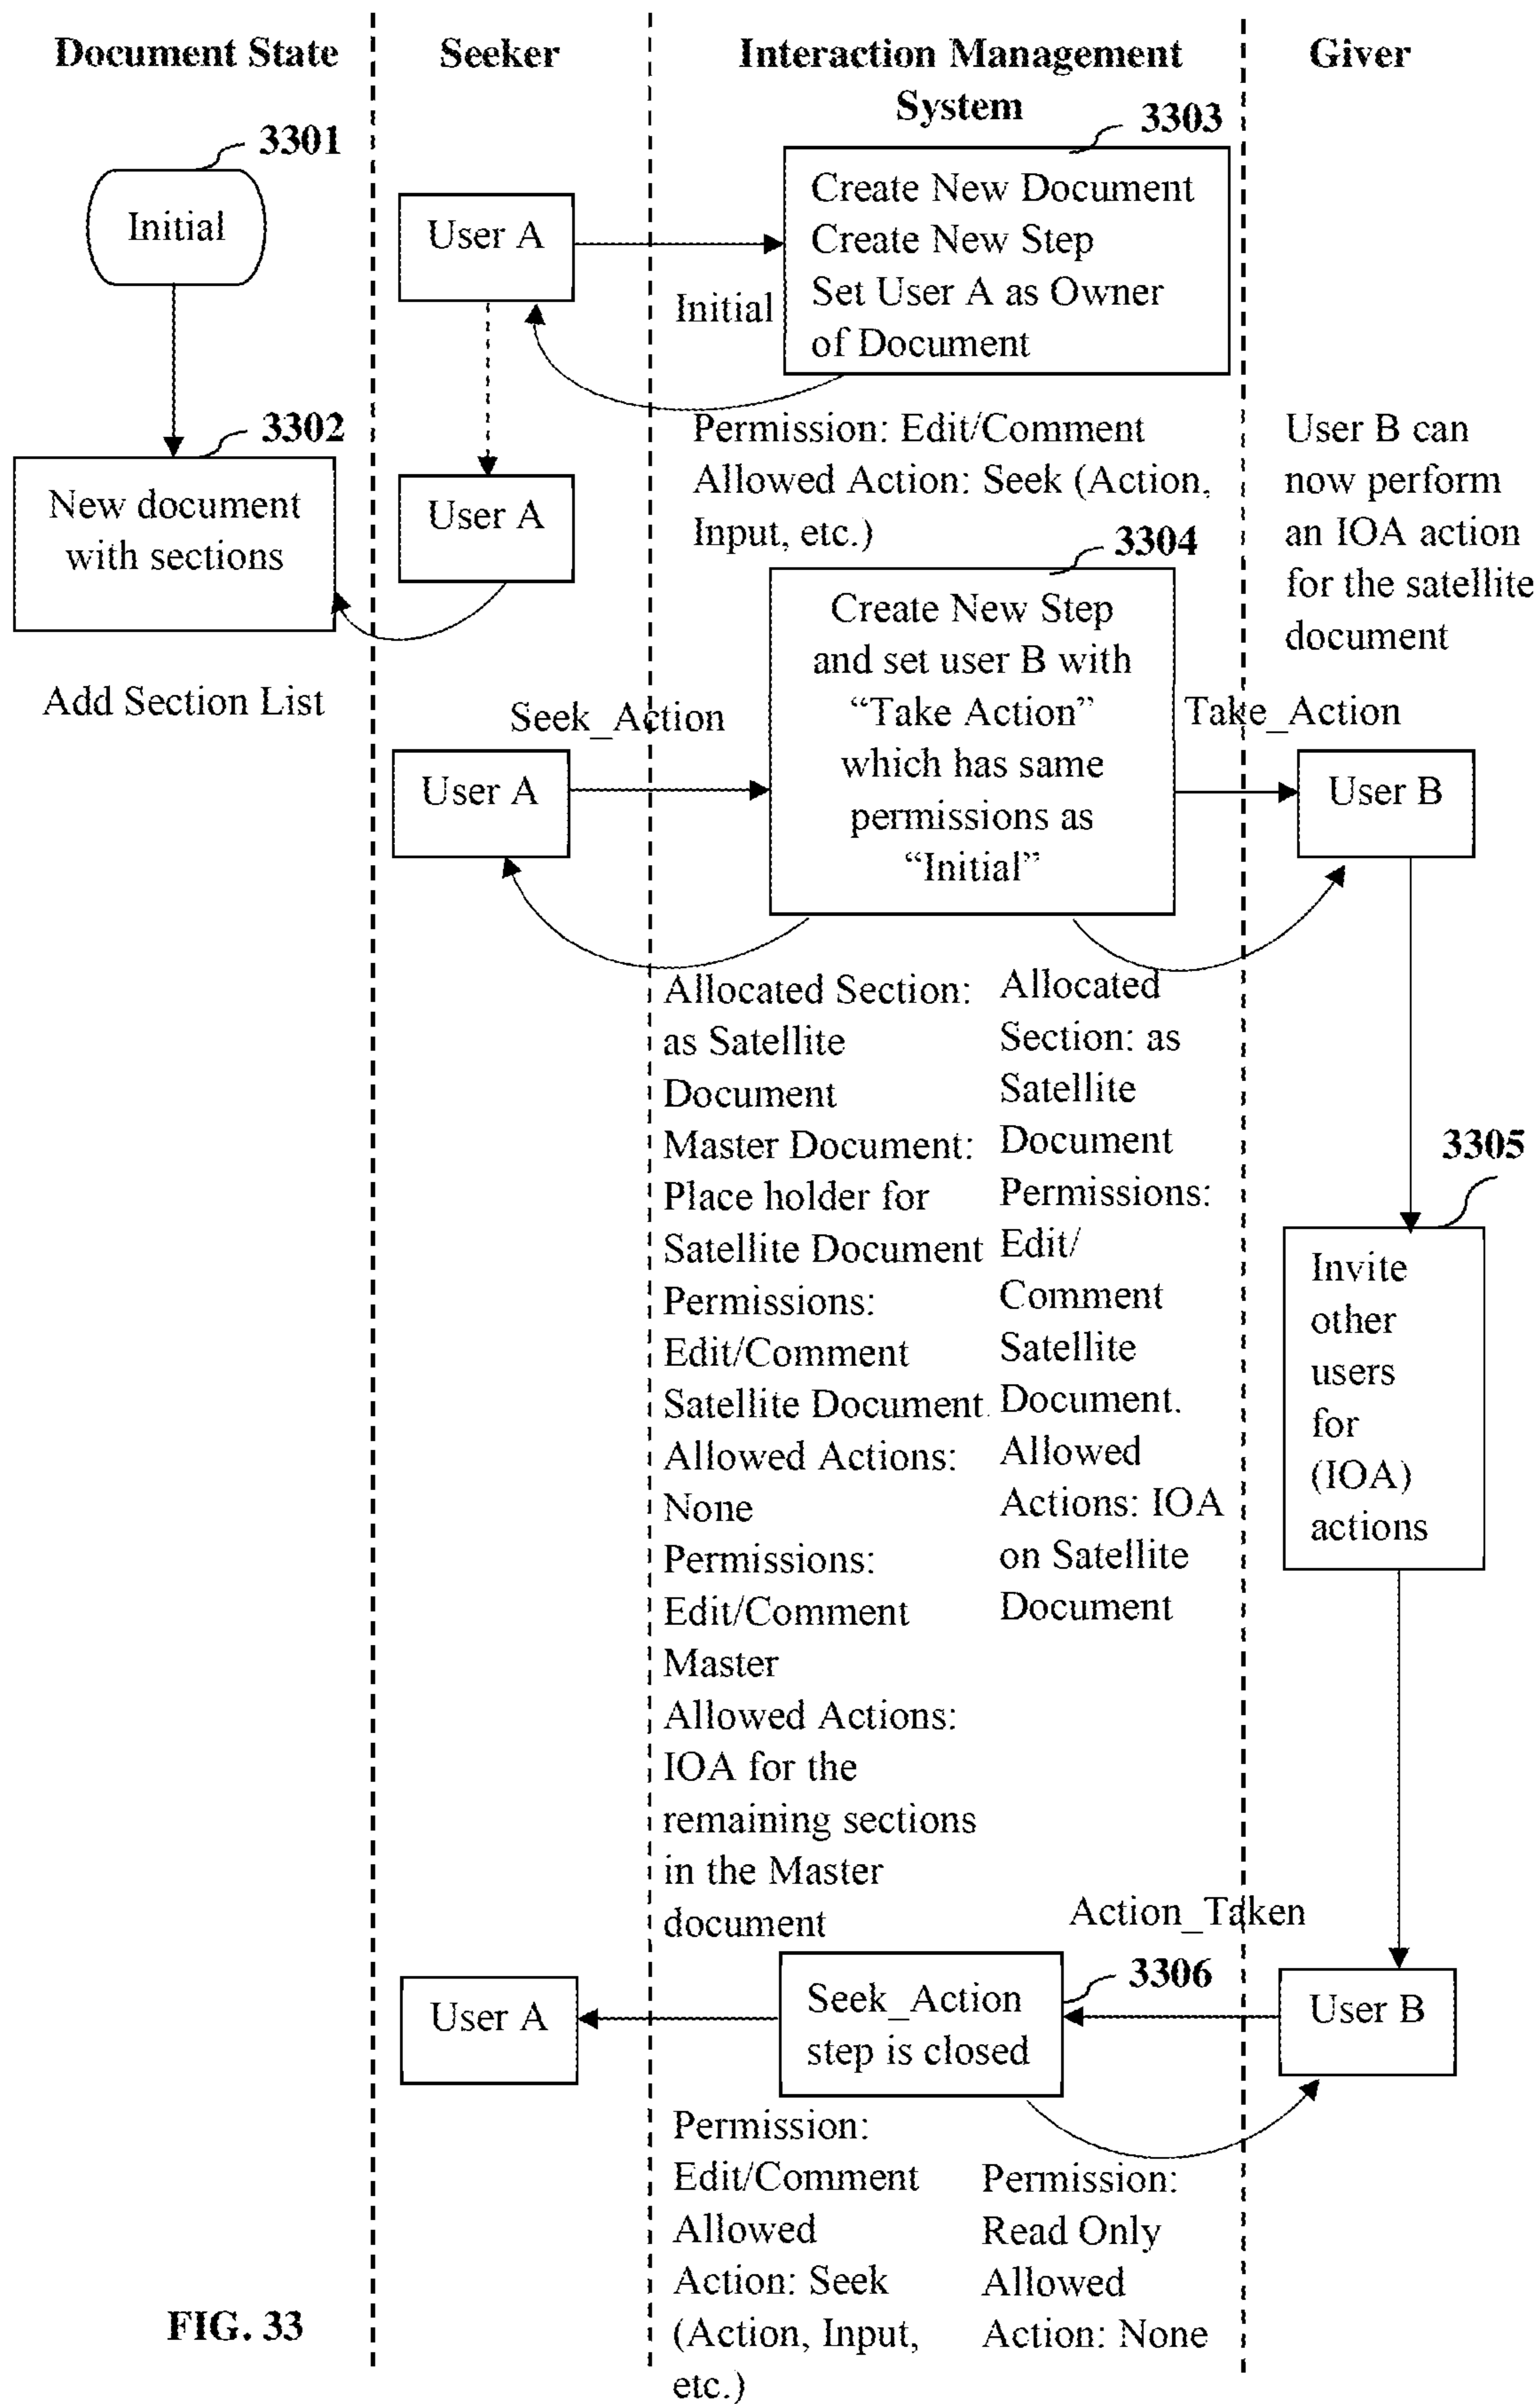 Document State
Seeker
Interaction Management
System
Giver
3301
Initial
3302
New document
with sections
Add Section List
User A
3303
Create New Document
Create New Step
Set User A as Owner
of Document
Initial
User A
Permission: Edit/Comment
Allowed Action: Seek (Action,
Input, etc.)
User B can
now perform
an IOA action
for the satellite
document
3304
Create New Step
and set user B with
“Take Action”
which has same
permissions as
“Initial”
Seek_Action
User A
Take_Action
User B
Allocated Section:
as Satellite
Document
Master Document:
Place holder for
Satellite Document
Permissions:
Edit/Comment
Satellite Document.
Allowed Actions:
None
Permissions:
Edit/Comment
Master
Allowed Actions:
IOA for the
remaining sections
in the Master
document
Allocated
Section: as
Satellite
Document
Permissions:
Edit/
Comment
Satellite
Document.
Allowed
Actions: IOA
on Satellite
Document
3305
Invite
other
users
for
(IOA)
actions
Action_Taken
User A
3306
Seek_Action
step is closed
User B
Permission:
Edit/Comment
Allowed
Action: Seek
(Action, Input,
etc.)
Permission:
Read Only
Allowed
Action: None
FIG. 33